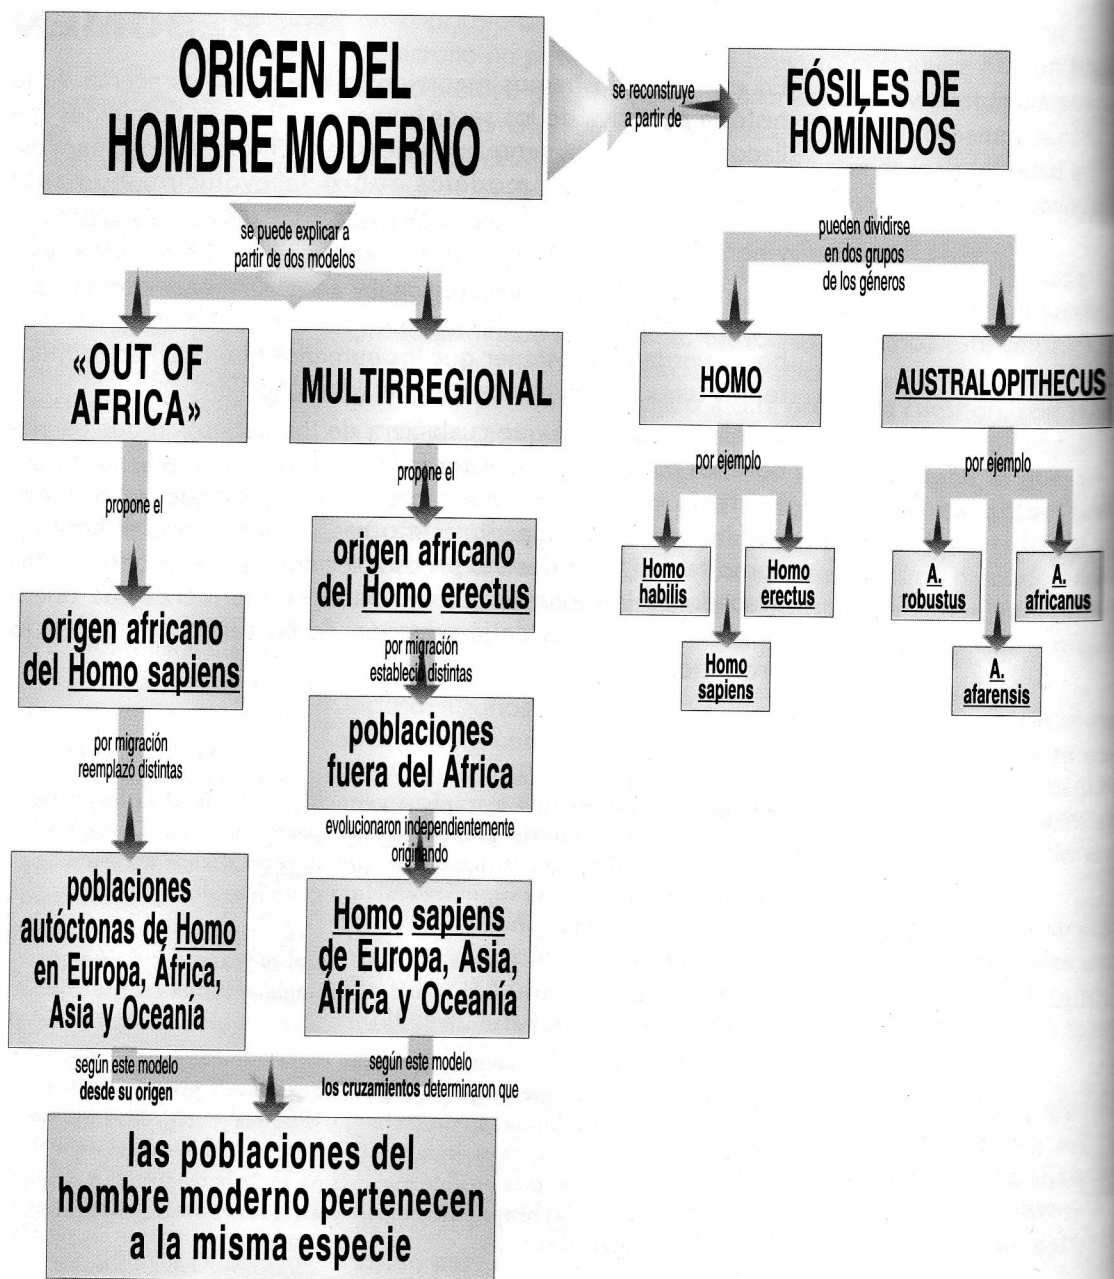 ORIGEN DEL
HOMBRE MODERNO
se reconstruye
a partir de
FÓSILES DE
HOMÍNIDOS
se puede explicar a
partir de dos modelos
pueden dividirse
en dos grupos
de los géneros
«OUT OF
AFRICA»
MULTIRREGIONAL
HOMO
AUSTRALOPITHECUS
propone el
propone el
por ejemplo
por ejemplo
origen africano
del Homo sapiens
origen africano
del Homo erectus
Homo
habilis
Homo
erectus
Homo
sapiens
A.
robustus
A.
africanus
A.
afarensis
por migración
reemplazó distintas
por migración
estableció distintas
poblaciones
fuera del África
evolucionaron independientemente
originando
poblaciones
autóctonas de Homo
en Europa, África,
Asia y Oceanía
Homo sapiens
de Europa, Asia,
África y Oceanía
según este modelo
desde su origen
según este modelo
los cruzamientos determinaron que
las poblaciones del
hombre moderno pertenecen
a la misma especie